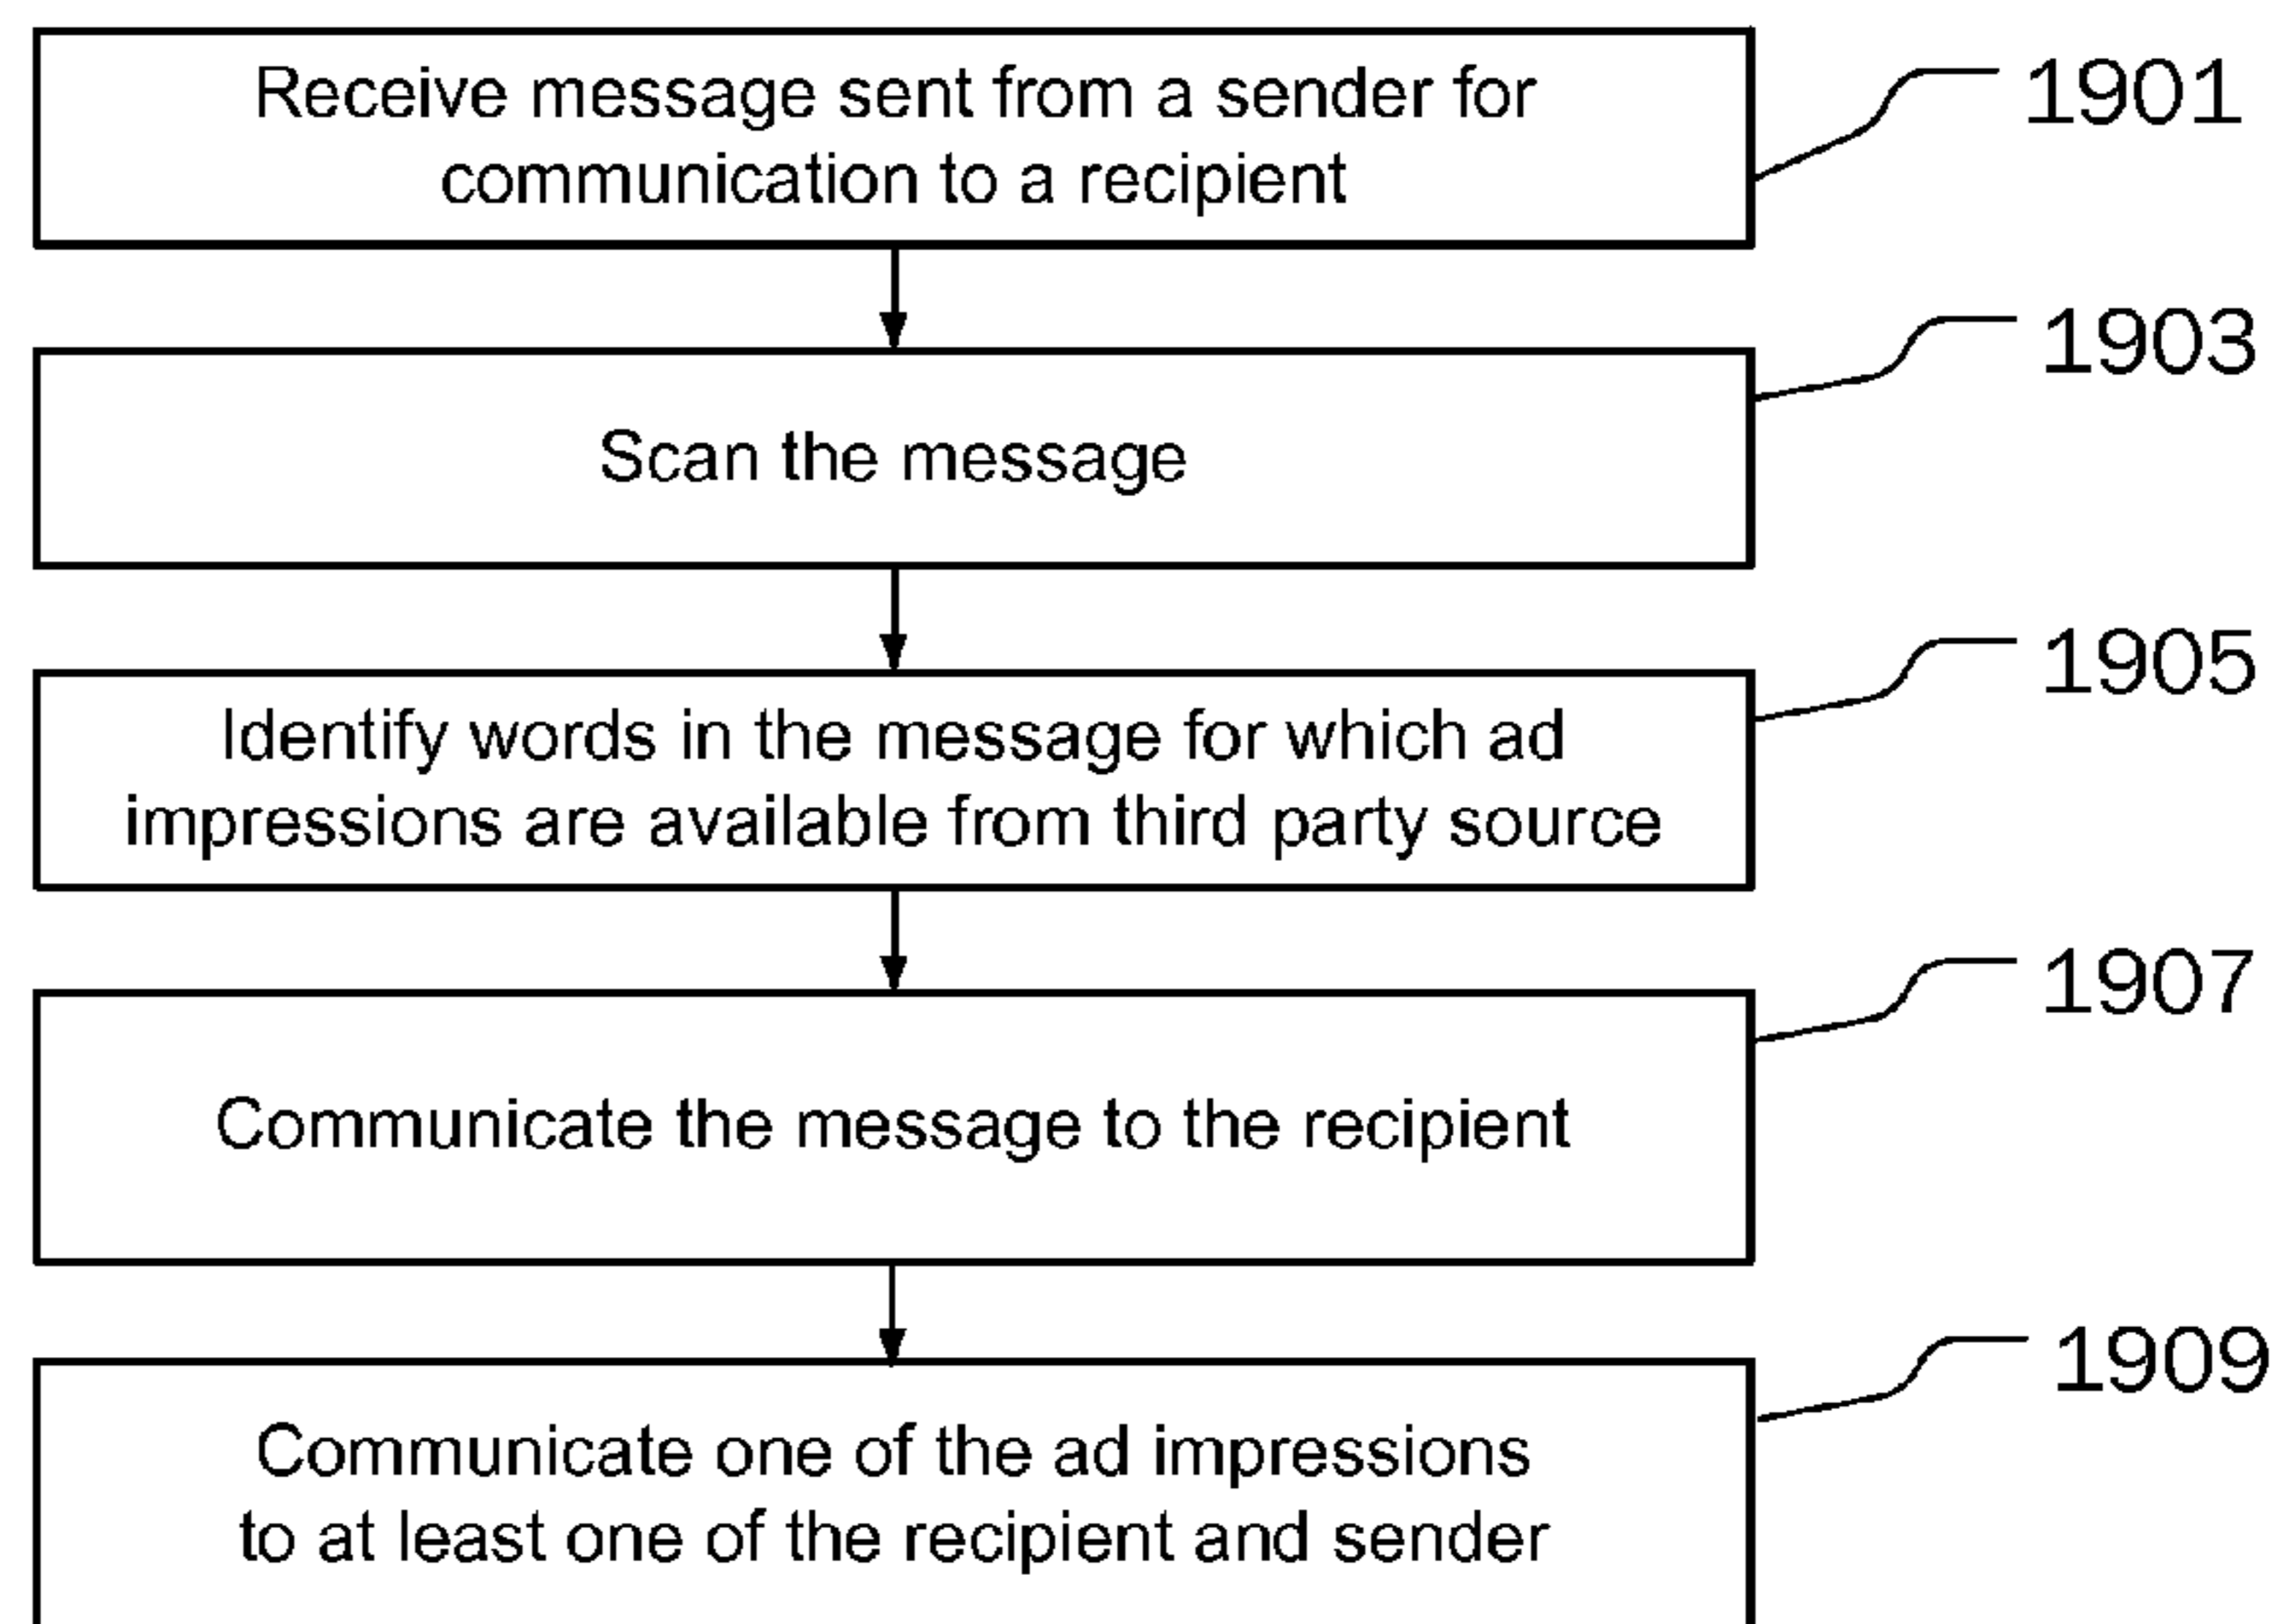 Receive message sent from a sender for
communication to a recipient
1901
Scan the message
1903
Identify words in the message for which ad
impressions are available from third party source
1905
Communicate the message to the recipient
1907
Communicate one of the ad impressions
to at least one of the recipient and sender
1909